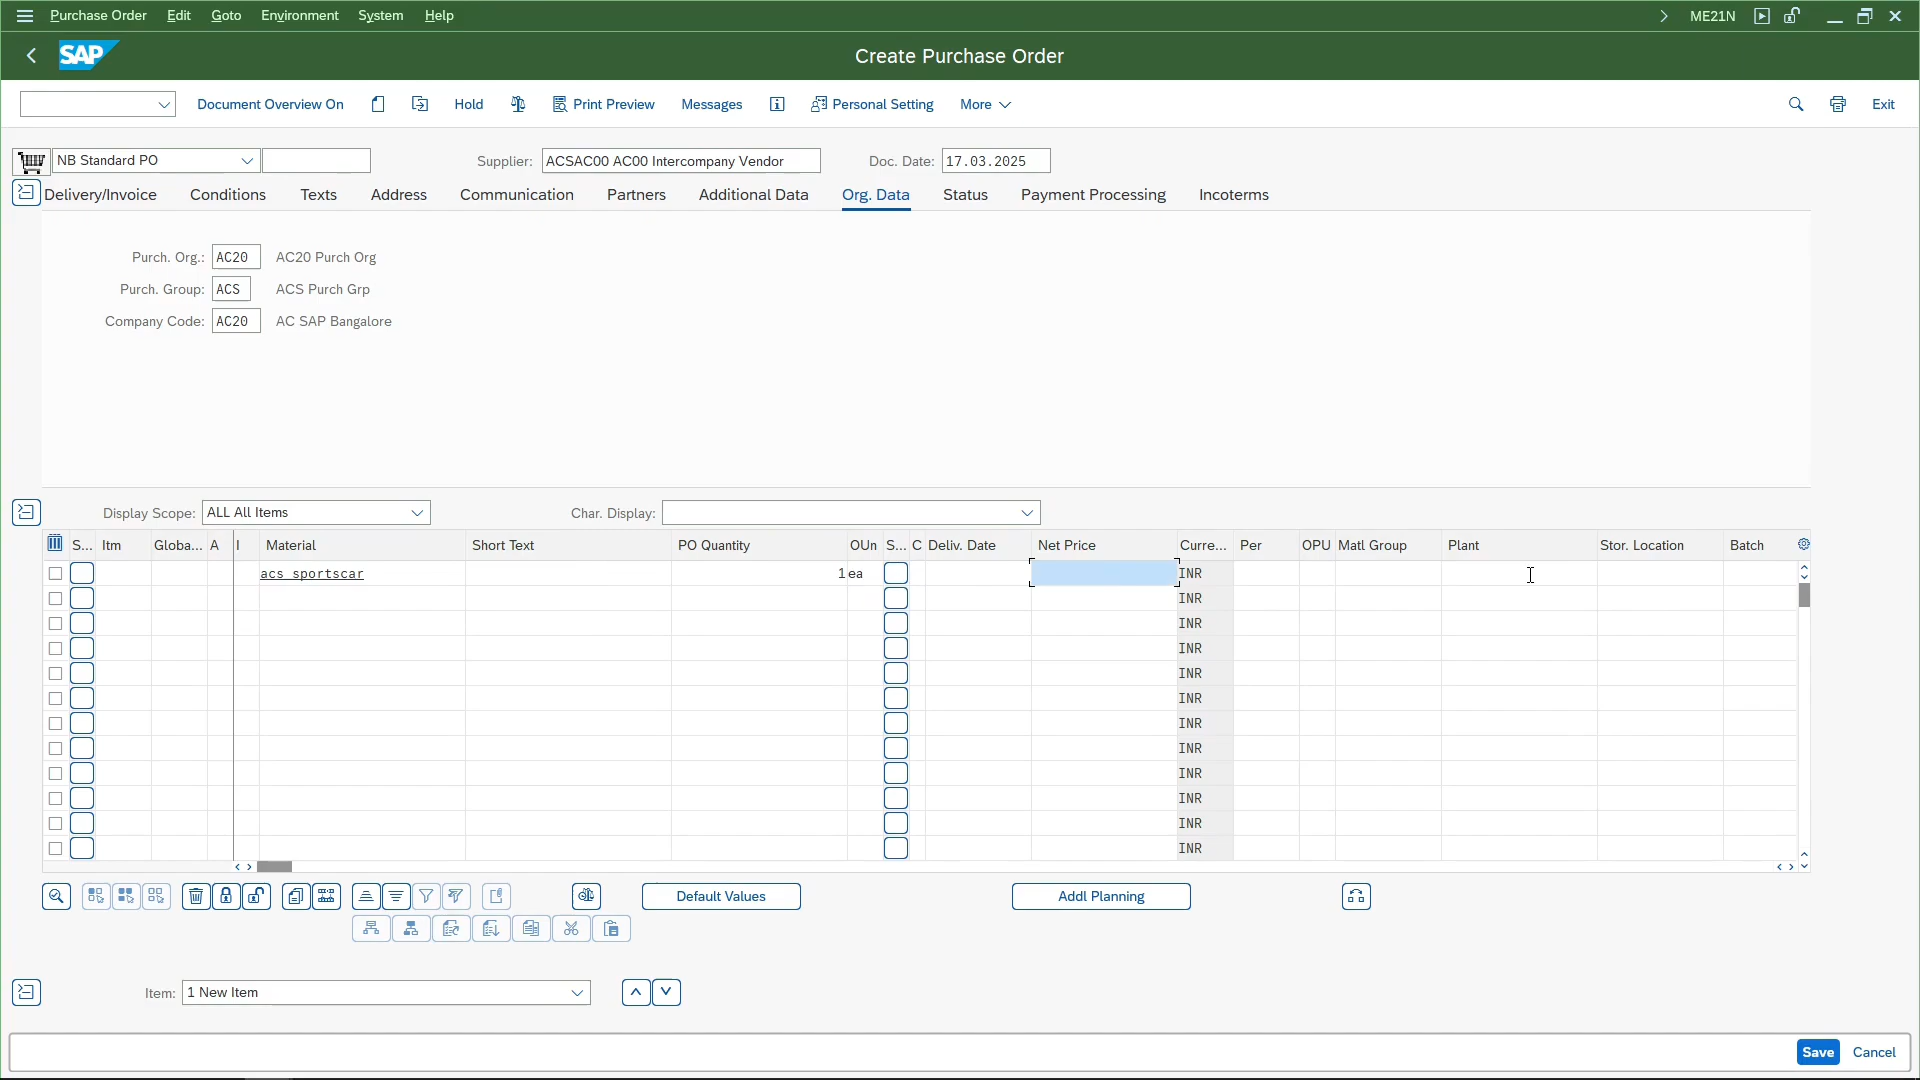 Purchase Order Edit Goto Environment System Help ME21N
SAP Create Purchase Order
Document Overview On Hold Print Preview Messages Personal Setting More Exit
NB Standard PO Supplier: ACSAC00 AC00 Intercompany Vendor Doc. Date: 17.03.2025
Delivery/Invoice Conditions Texts Address Communication Partners Additional Data Org. Data Status Payment Processing Incoterms
Purch. Org.: AC20 AC20 Purch Org
Purch. Group: ACS ACS Purch Grp
Company Code: AC20 AC SAP Bangalore
Display Scope: ALL All Items Char. Display:
S... Itm Globa... A I Material Short Text PO Quantity OUn S... C Deliv. Date Net Price Curre... Per OPU Matl Group Plant Stor. Location Batch
acs sportscar 1 ea INR
INR
INR
INR
INR
INR
INR
INR
INR
INR
INR
INR
Default Values Addl Planning
Item: 1 New Item
Save Cancel